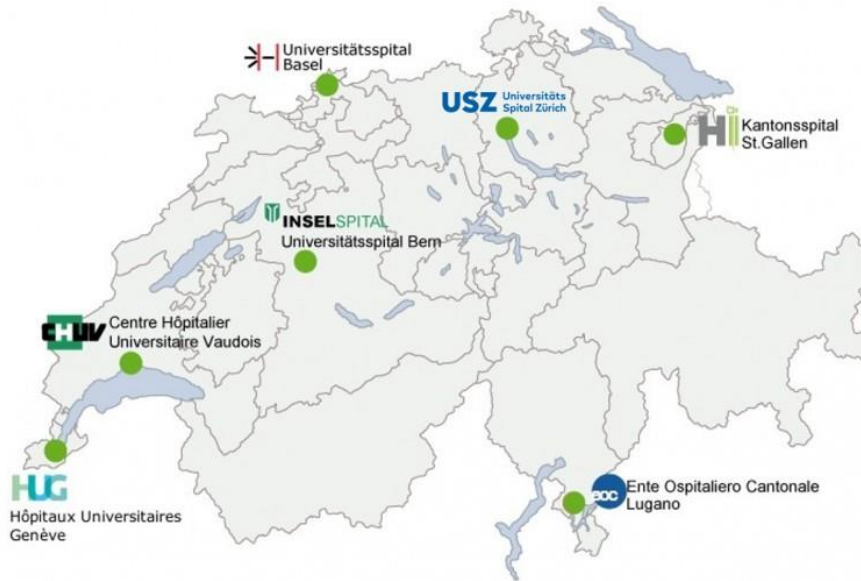 Universitätsspital
Basel
USZ Universitäts
Spital Zürich
Kantonsspital
St.Gallen
INSELSPITAL
Universitätsspital Bern
CHUV Centre Hôpitalier
Universitaire Vaudois
HUG
Hôpitaux Universitaires
Genève
eoc Ente Ospitaliero Cantonale
Lugano